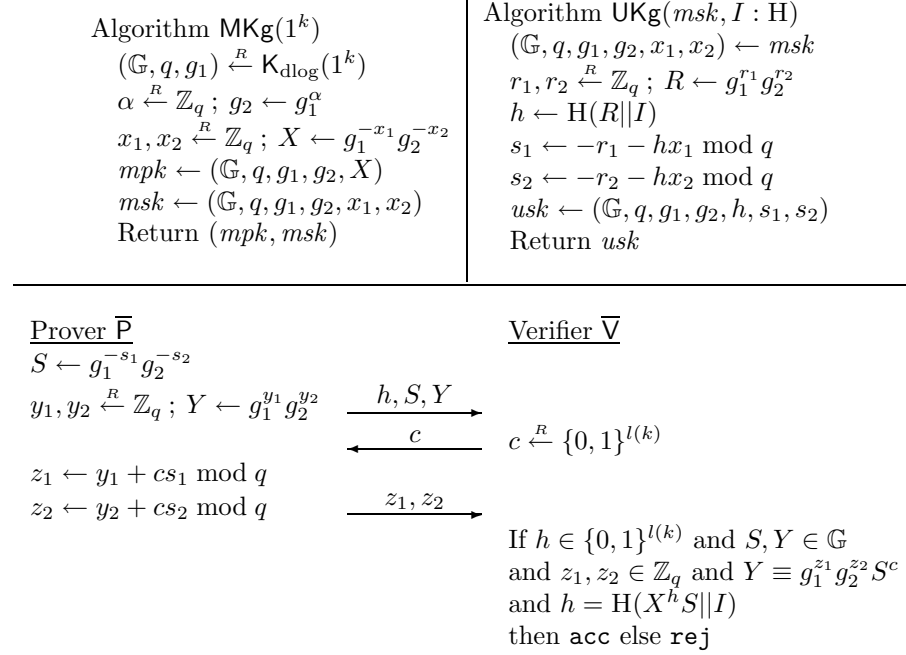 Algorithm MKg(1^k)
(𝔾, q, g_1) ←^R K_dlog(1^k)
α ←^R ℤ_q ; g_2 ← g_1^α
x_1, x_2 ←^R ℤ_q ; X ← g_1^{-x_1} g_2^{-x_2}
mpk ← (𝔾, q, g_1, g_2, X)
msk ← (𝔾, q, g_1, g_2, x_1, x_2)
Return (mpk, msk)
Algorithm UKg(msk, I : H)
(𝔾, q, g_1, g_2, x_1, x_2) ← msk
r_1, r_2 ←^R ℤ_q ; R ← g_1^{r_1} g_2^{r_2}
h ← H(R||I)
s_1 ← −r_1 − hx_1 mod q
s_2 ← −r_2 − hx_2 mod q
usk ← (𝔾, q, g_1, g_2, h, s_1, s_2)
Return usk
Prover P̅
S ← g_1^{-s_1} g_2^{-s_2}
y_1, y_2 ←^R ℤ_q ; Y ← g_1^{y_1} g_2^{y_2}
h, S, Y
Verifier V̅
c
c ←^R {0, 1}^{l(k)}
z_1 ← y_1 + cs_1 mod q
z_2 ← y_2 + cs_2 mod q
z_1, z_2
If h ∈ {0, 1}^{l(k)} and S, Y ∈ 𝔾
and z_1, z_2 ∈ ℤ_q and Y ≡ g_1^{z_1} g_2^{z_2} S^c
and h = H(X^h S||I)
then acc else rej